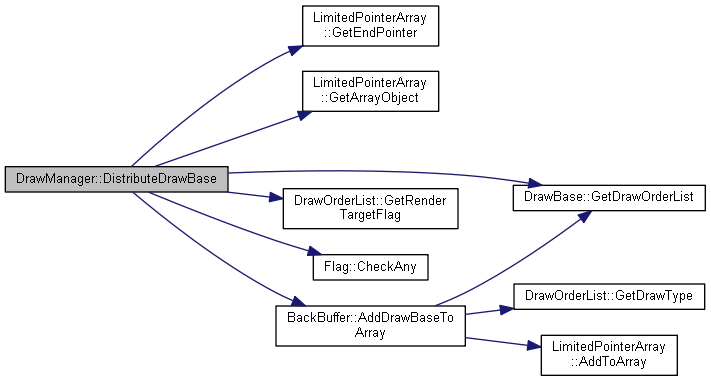 LimitedPointerArray
::GetEndPointer
LimitedPointerArray
::GetArrayObject
DrawManager::DistributeDrawBase
DrawBase::GetDrawOrderList
DrawOrderList::GetRender
TargetFlag
Flag::CheckAny
DrawOrderList::GetDrawType
BackBuffer::AddDrawBaseTo
Array
LimitedPointerArray
::AddToArray